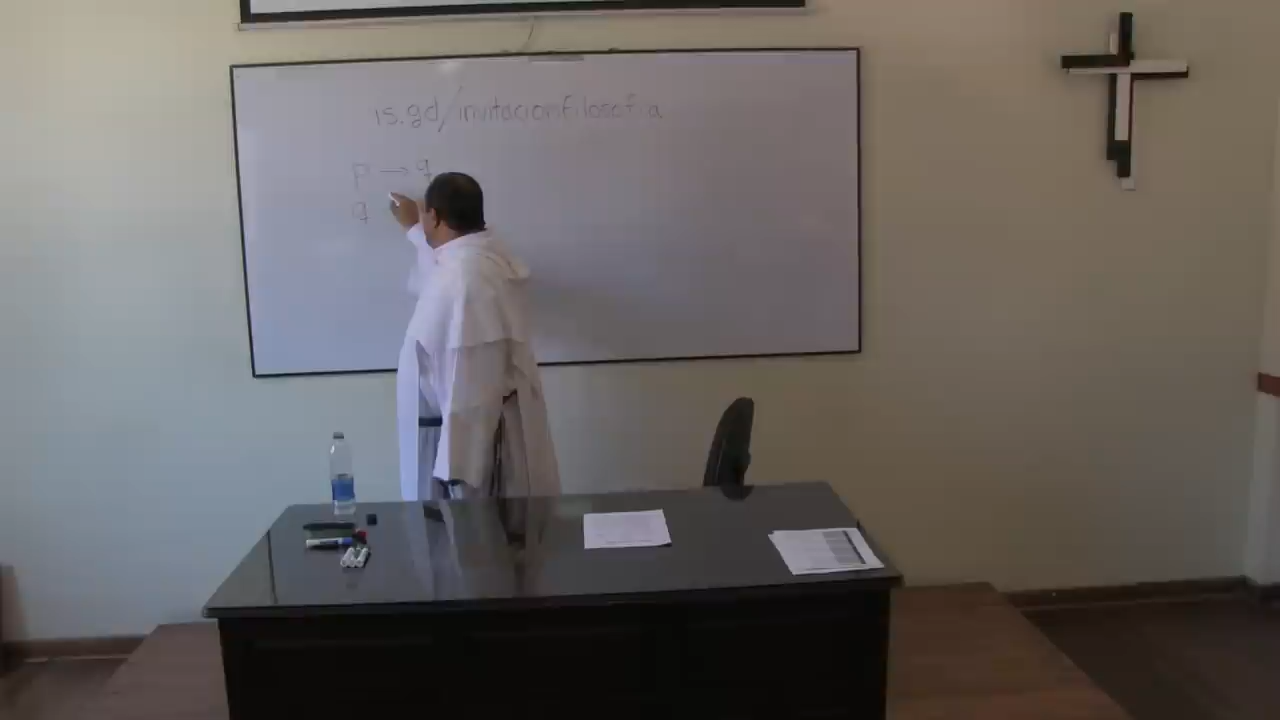 is.gd/invitacionfilosofia
p → q
q